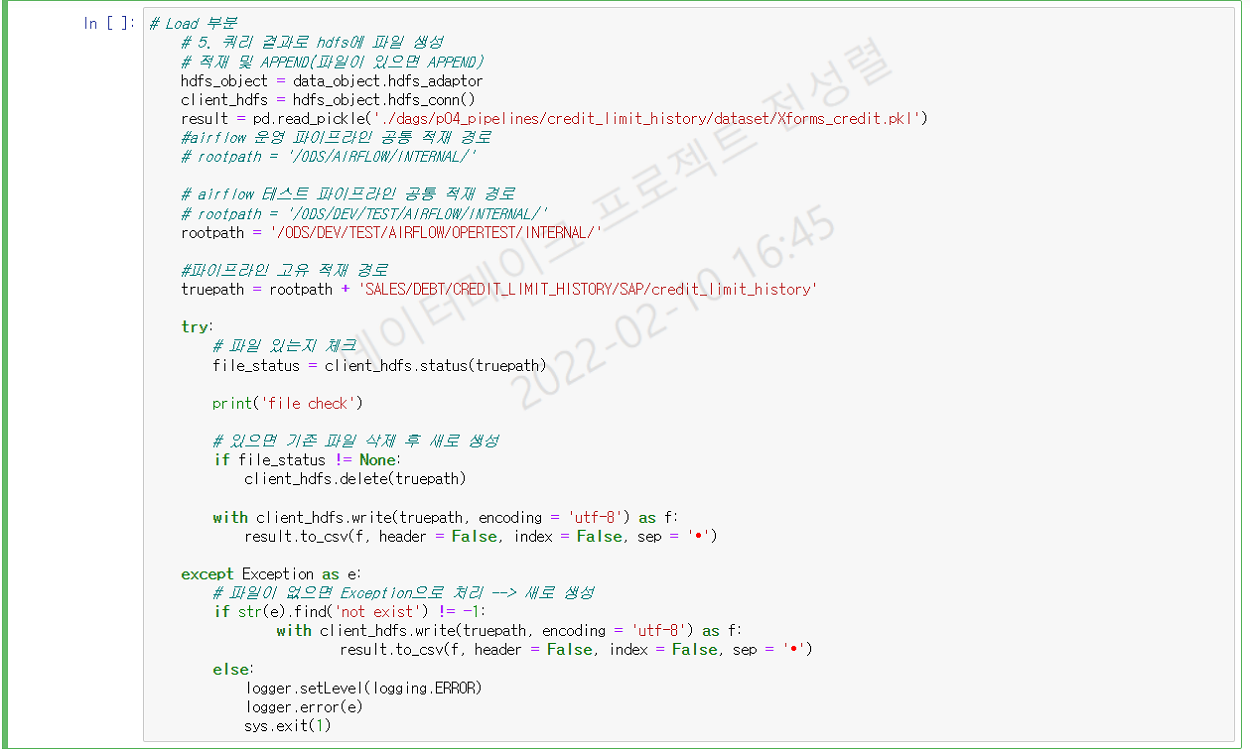 In [ ]:
# Load 부분
# 5. 쿼리 결과로 hdfs에 파일 생성
# 적재 및 APPEND(파일이 있으면 APPEND)
hdfs_object = data_object.hdfs_adaptor
client_hdfs = hdfs_object.hdfs_conn()
result = pd.read_pickle('./dags/p04_pipelines/credit_limit_history/dataset/Xforms_credit.pkl')
#airflow 운영 파이프라인 공통 적재 경로
# rootpath = '/ODS/AIRFLOW/INTERNAL/'
# airflow 테스트 파이프라인 공통 적재 경로
# rootpath = '/ODS/DEV/TEST/AIRFLOW/INTERNAL/'
rootpath = '/ODS/DEV/TEST/AIRFLOW/OPERTEST/INTERNAL/'
#파이프라인 고유 적재 경로
truepath = rootpath + 'SALES/DEBT/CREDIT_LIMIT_HISTORY/SAP/credit_limit_history'
try:
# 파일 있는지 체크
file_status = client_hdfs.status(truepath)
print('file check')
# 있으면 기존 파일 삭제 후 새로 생성
if file_status != None:
client_hdfs.delete(truepath)
with client_hdfs.write(truepath, encoding = 'utf-8') as f:
result.to_csv(f, header = False, index = False, sep = '•')
except Exception as e:
# 파일이 없으면 Exception으로 처리 --> 새로 생성
if str(e).find('not exist') != -1:
with client_hdfs.write(truepath, encoding = 'utf-8') as f:
result.to_csv(f, header = False, index = False, sep = '•')
else:
logger.setLevel(logging.ERROR)
logger.error(e)
sys.exit(1)
데이터레이크 프로젝트 전성렬
2022-02-10 16:45